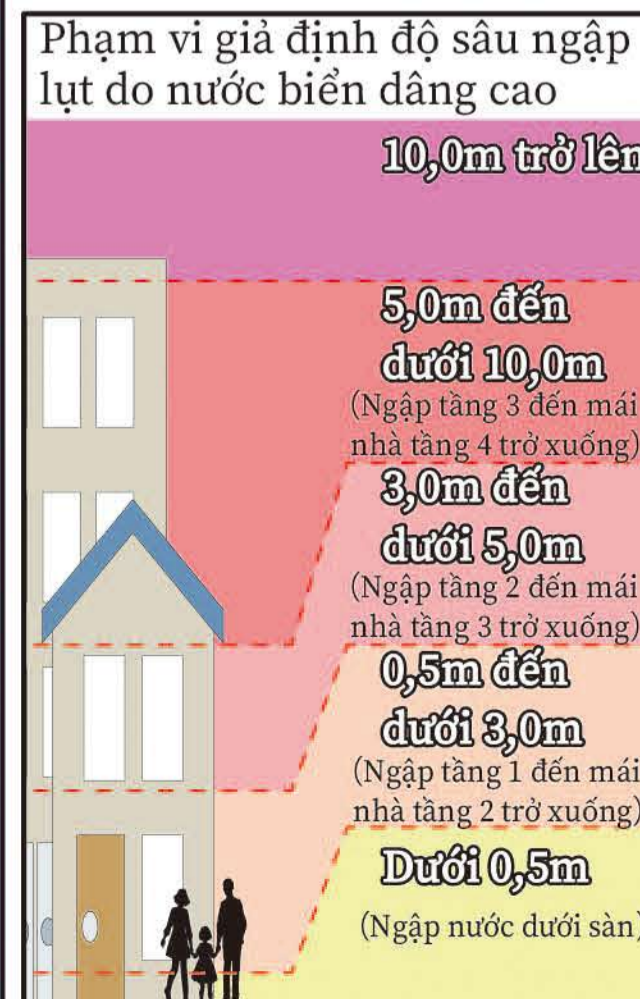 Phạm vi giả định độ sâu ngập
lụt do nước biển dâng cao
10,0m trở lên
5,0m đến
dưới 10,0m
(Ngập tầng 3 đến mái
nhà tầng 4 trở xuống)
3,0m đến
dưới 5,0m
(Ngập tầng 2 đến mái
nhà tầng 3 trở xuống)
0,5m đến
dưới 3,0m
(Ngập tầng 1 đến mái
nhà tầng 2 trở xuống)
Dưới 0,5m
(Ngập nước dưới sàn)